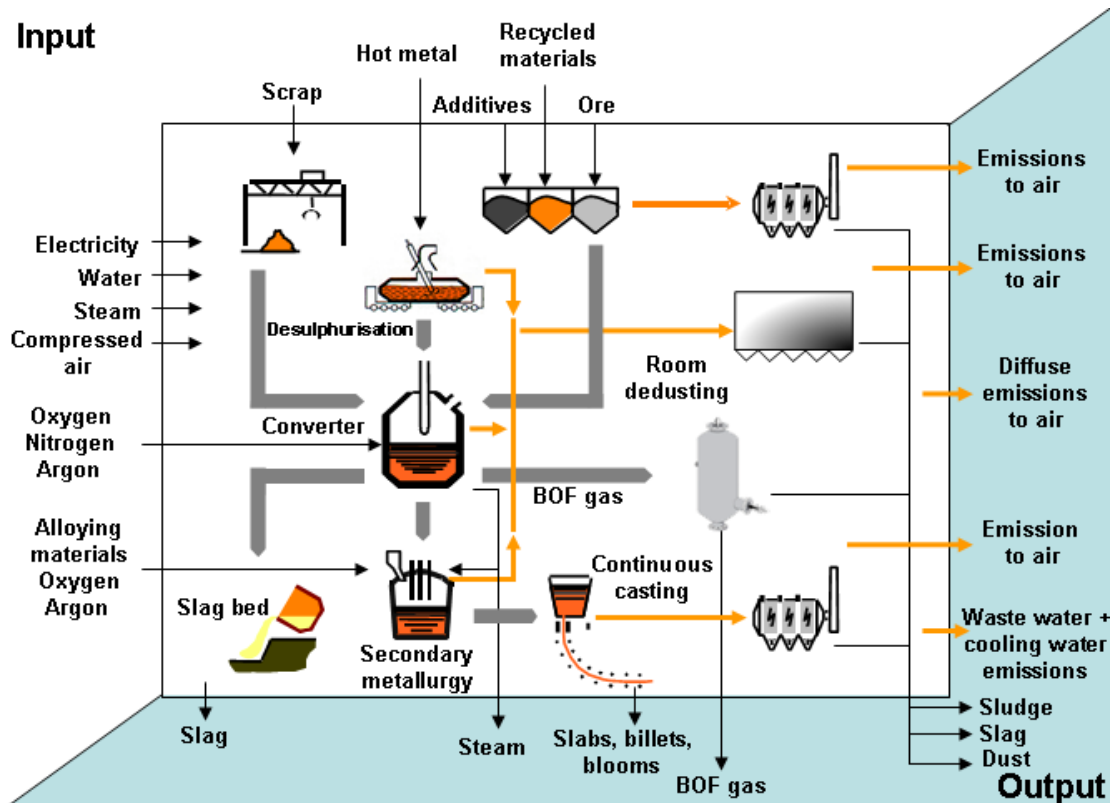 Input
Hot metal
Recycled
materials
Scrap
Additives
Ore
Emissions
to air
Electricity
Water
Steam
Compressed
air
Emissions
to air
Desulphurisation
Room
dedusting
Diffuse
emissions
to air
Oxygen
Nitrogen
Argon
Converter
BOF gas
Alloying
materials
Oxygen
Argon
Emission
to air
Slag bed
Continuous
casting
Secondary
metallurgy
Waste water +
cooling water
emissions
Slag
Steam
Slabs, billets,
blooms
BOF gas
Sludge
Slag
Dust
Output